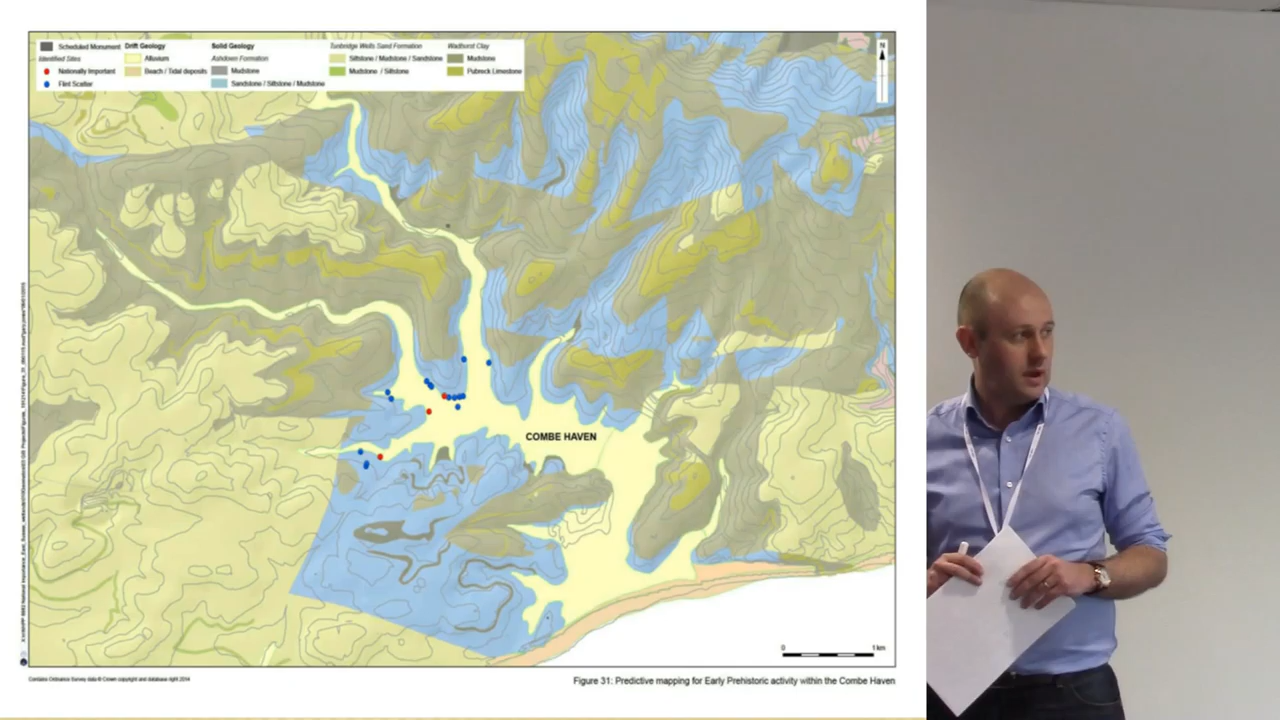 Scheduled Monument
Identified Sites
Nationally Important
Flint Scatter
Drift Geology
Alluvium
Beach / Tidal deposits
Solid Geology
Ashdown Formation
Mudstone
Sandstone / Siltstone / Mudstone
Tunbridge Wells Sand Formation
Siltstone / Mudstone / Sandstone
Mudstone / Siltstone
Wadhurst Clay
Mudstone
Purbeck Limestone
N
COMBE HAVEN
0 1 km
Contains Ordnance Survey data © Crown copyright and database right 2014
Figure 31: Predictive mapping for Early Prehistoric activity within the Combe Haven